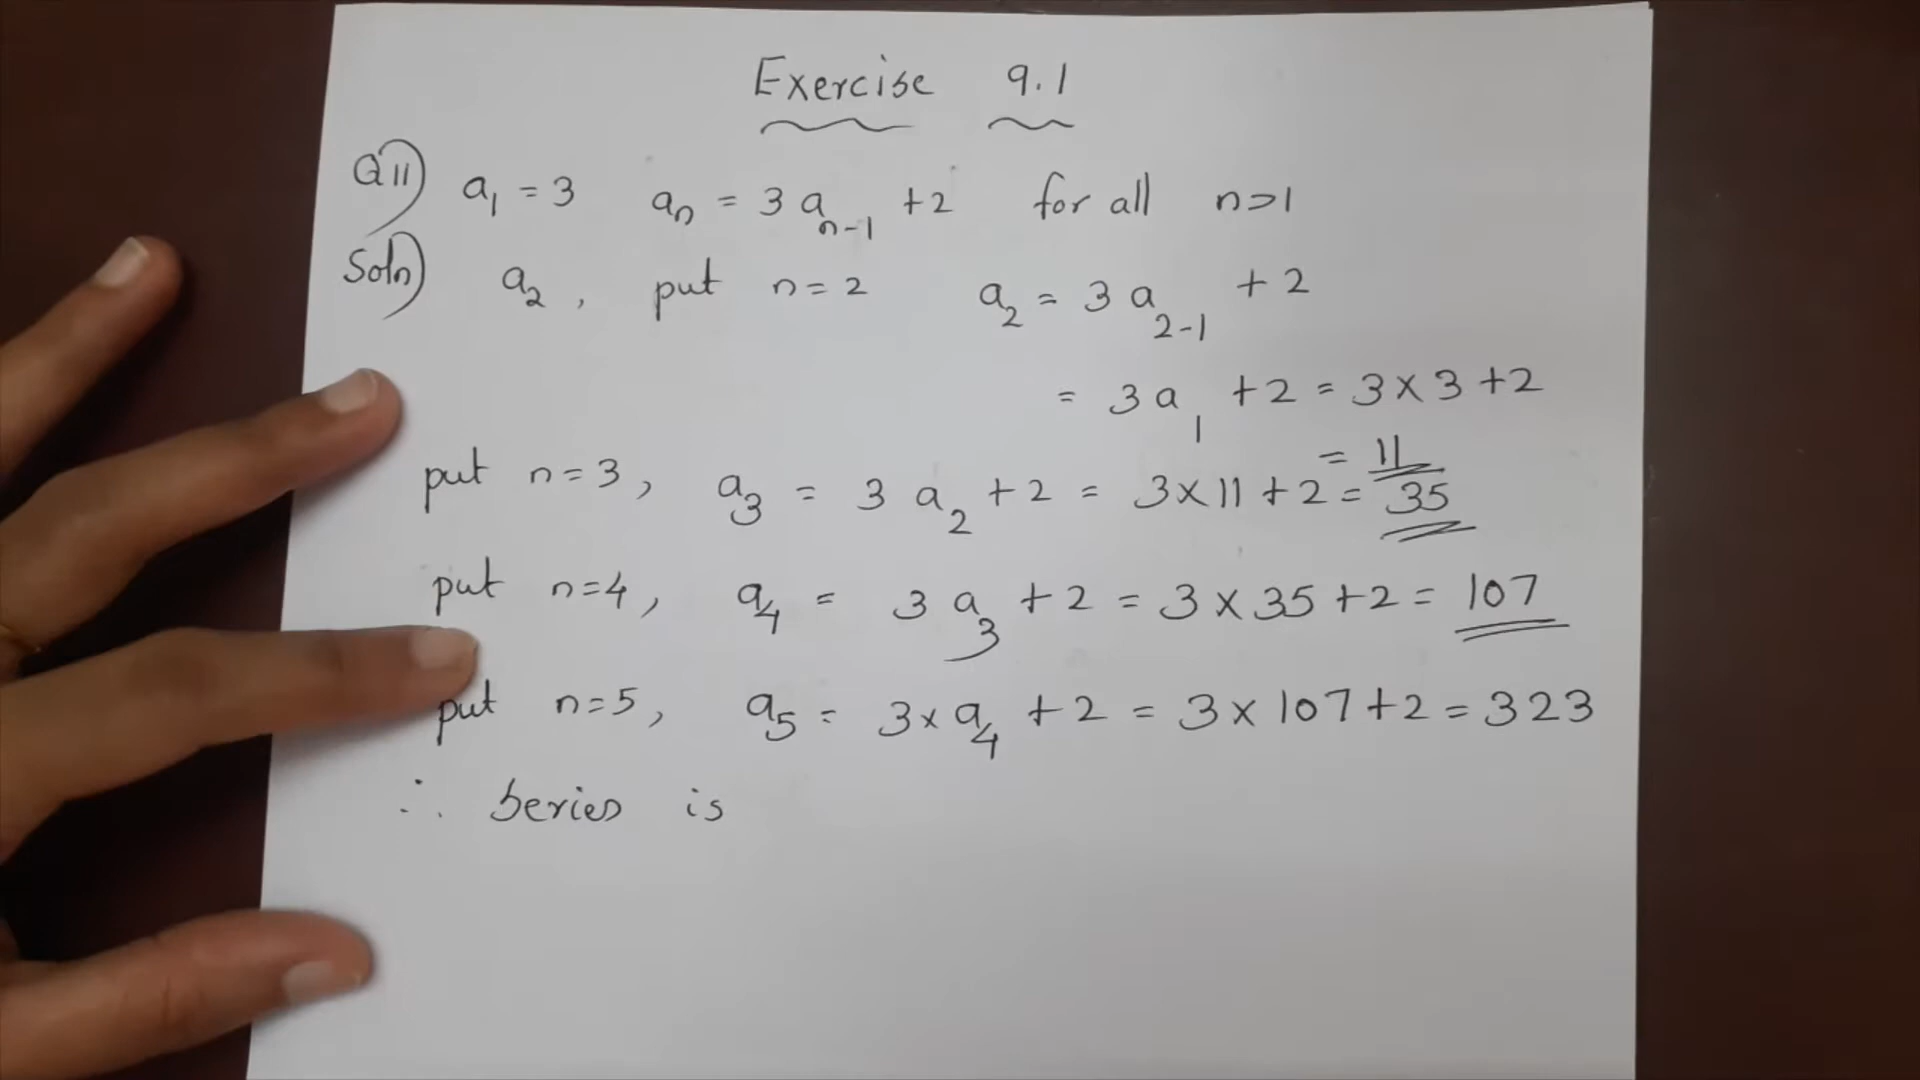 Exercise 9.1
Q11) a₁ = 3 aₙ = 3 aₙ₋₁ + 2 for all n>1
Soln) a₂ , put n = 2 a₂ = 3 a₂₋₁ + 2
= 3 a₁ + 2 = 3 × 3 + 2
= 11
put n = 3 , a₃ = 3 a₂ + 2 = 3 × 11 + 2 = 35
put n=4 , a₄ = 3 a₃ + 2 = 3 × 35 + 2 = 107
put n=5 , a₅ = 3 × a₄ + 2 = 3 × 107 + 2 = 323
∴ Series is